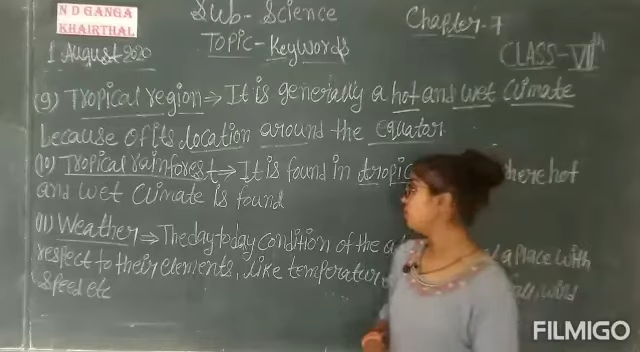 N D GANGA
KHAIRTHAL
Sub- Science
Chapter-7
1 August 2020
TOPIC-Keywords
CLASS-VIIth
(9) Tropical region⇒ It is generally a hot and wet climate
because of its location around the equator
(10) Tropical rainforest⇒ It is found in tropic here hot
and wet climate is found
(11) Weather⇒ The day to day condition of the a place with
respect to their elements, like temperatur wind
speed etc
FILMIGO